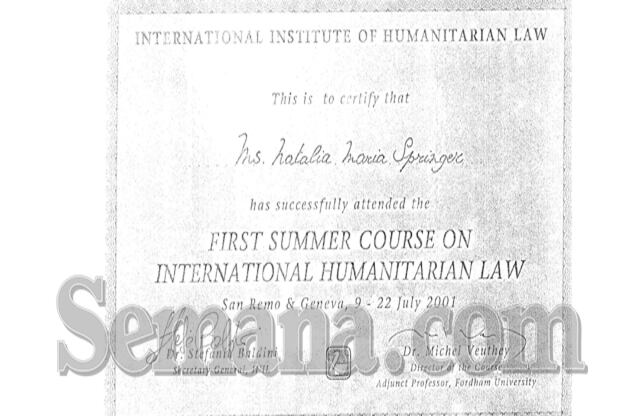 INTERNATIONAL INSTITUTE OF HUMANITARIAN LAW
This is to certify that
Ms. Natalia Maria Springer
has successfully attended the
FIRST SUMMER COURSE ON
INTERNATIONAL HUMANITARIAN LAW
San Remo & Geneva, 9 - 22 July 2001
Semana.com
Dr. Stefania Baldini
Secretary General, IIHL
Dr. Michel Veuthey
Director of the Course
Adjunct Professor, Fordham University